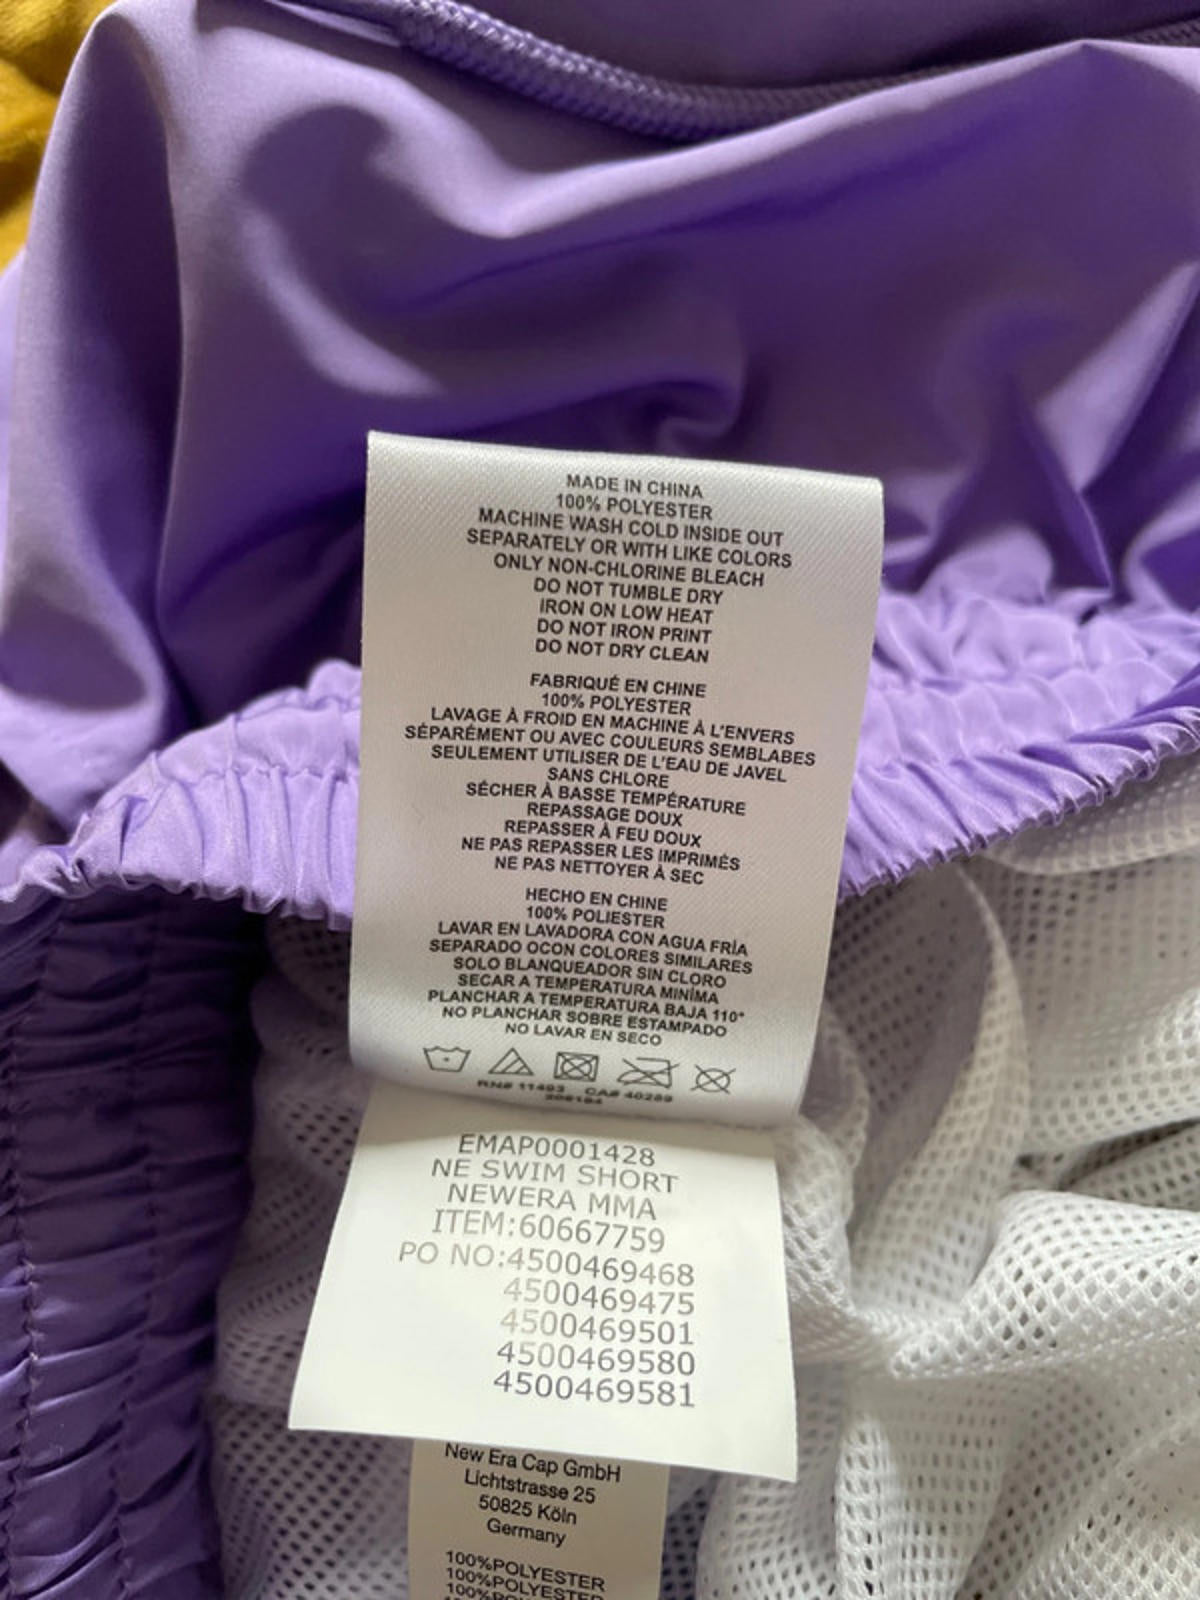 MADE IN CHINA
100% POLYESTER
MACHINE WASH COLD INSIDE OUT
SEPARATELY OR WITH LIKE COLORS
ONLY NON-CHLORINE BLEACH
DO NOT TUMBLE DRY
IRON ON LOW HEAT
DO NOT IRON PRINT
DO NOT DRY CLEAN
FABRIQUÉ EN CHINE
100% POLYESTER
LAVAGE À FROID EN MACHINE À L'ENVERS
SÉPARÉMENT OU AVEC COULEURS SEMBLABES
SEULEMENT UTILISER DE L'EAU DE JAVEL
SANS CHLORE
SÉCHER À BASSE TEMPÉRATURE
REPASSAGE DOUX
REPASSER À FEU DOUX
NE PAS REPASSER LES IMPRIMÉS
NE PAS NETTOYER À SEC
HECHO EN CHINE
100% POLIESTER
LAVAR EN LAVADORA CON AGUA FRÍA
SEPARADO OCON COLORES SIMILARES
SOLO BLANQUEADOR SIN CLORO
SECAR A TEMPERATURA MINÍMA
PLANCHAR A TEMPERATURA BAJA 110°
NO PLANCHAR SOBRE ESTAMPADO
NO LAVAR EN SECO
RN# 11493 CA# 40289
EMAP0001428
NE SWIM SHORT
NEWERA MMA
ITEM:60667759
PO NO:4500469468
4500469475
4500469501
4500469580
4500469581
New Era Cap GmbH
Lichtstrasse 25
50825 Köln
Germany
100%POLYESTER
100%POLYESTER